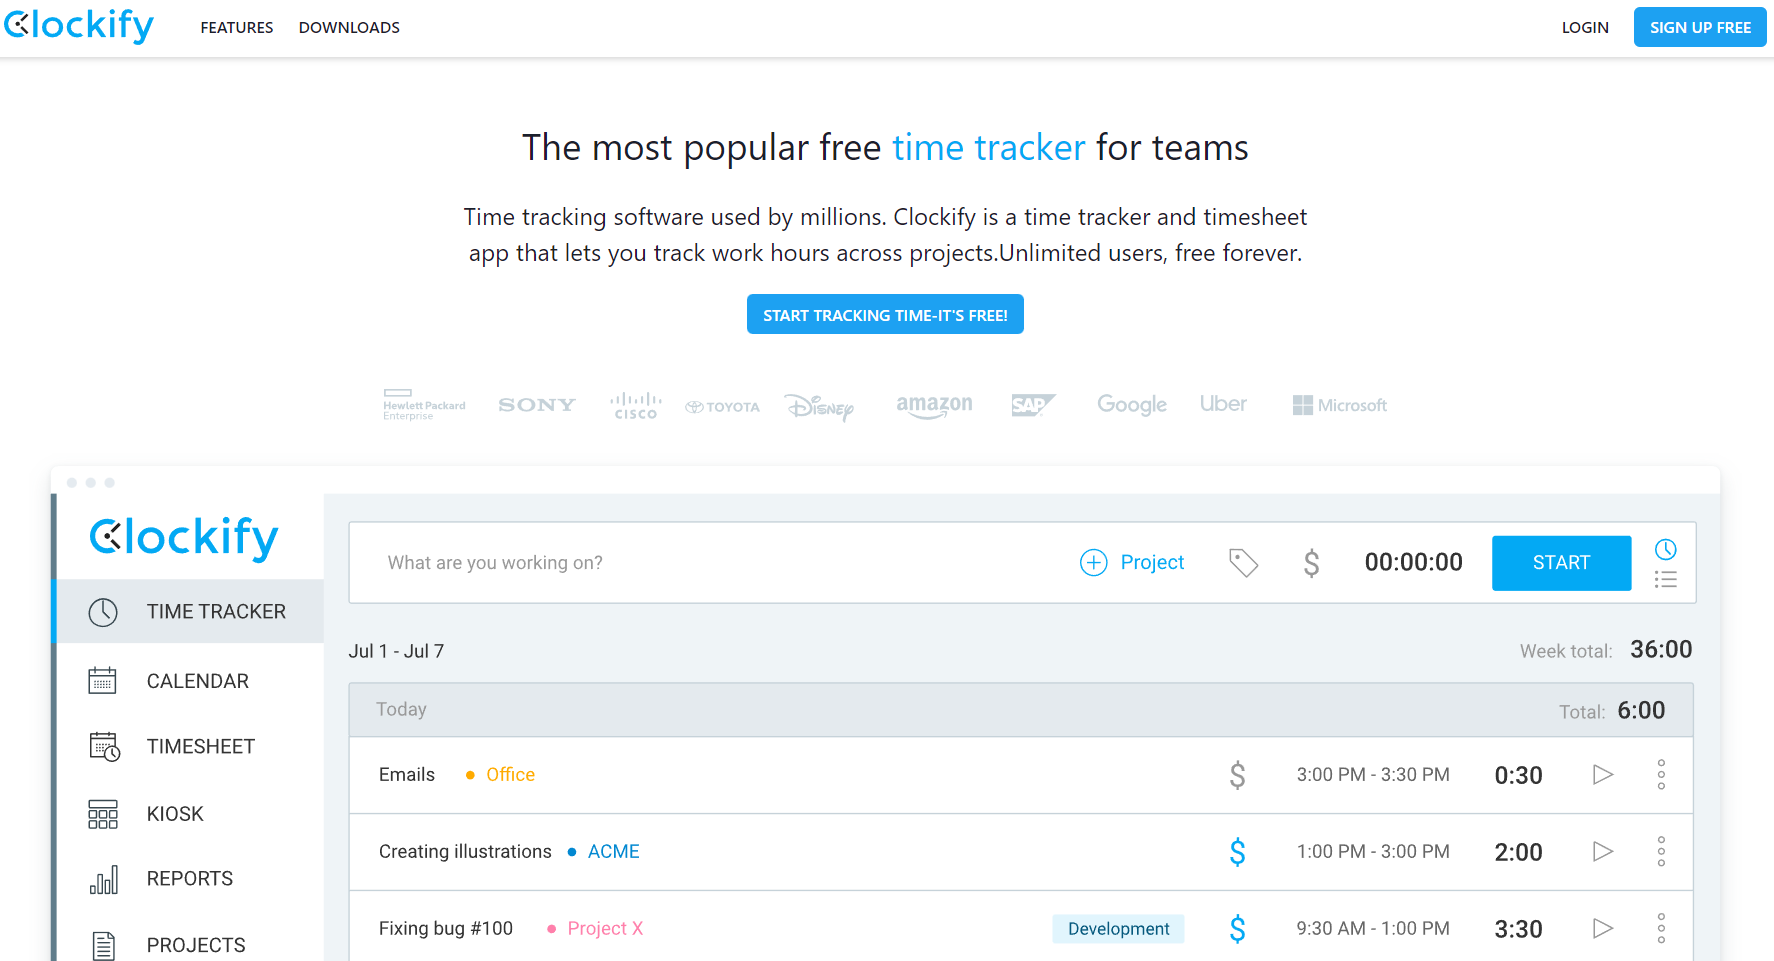 Clockify FEATURES DOWNLOADS LOGIN SIGN UP FREE
The most popular free time tracker for teams
Time tracking software used by millions. Clockify is a time tracker and timesheet
app that lets you track work hours across projects.Unlimited users, free forever.
START TRACKING TIME-IT'S FREE!
Hewlett Packard
Enterprise
SONY
CISCO
TOYOTA
Disney
amazon
SAP
Google
Uber
Microsoft
Clockify
TIME TRACKER
CALENDAR
TIMESHEET
KIOSK
REPORTS
PROJECTS
What are you working on? Project $ 00:00:00 START
Jul 1 - Jul 7 Week total: 36:00
Today Total: 6:00
Emails • Office $ 3:00 PM - 3:30 PM 0:30
Creating illustrations • ACME $ 1:00 PM - 3:00 PM 2:00
Fixing bug #100 • Project X Development $ 9:30 AM - 1:00 PM 3:30